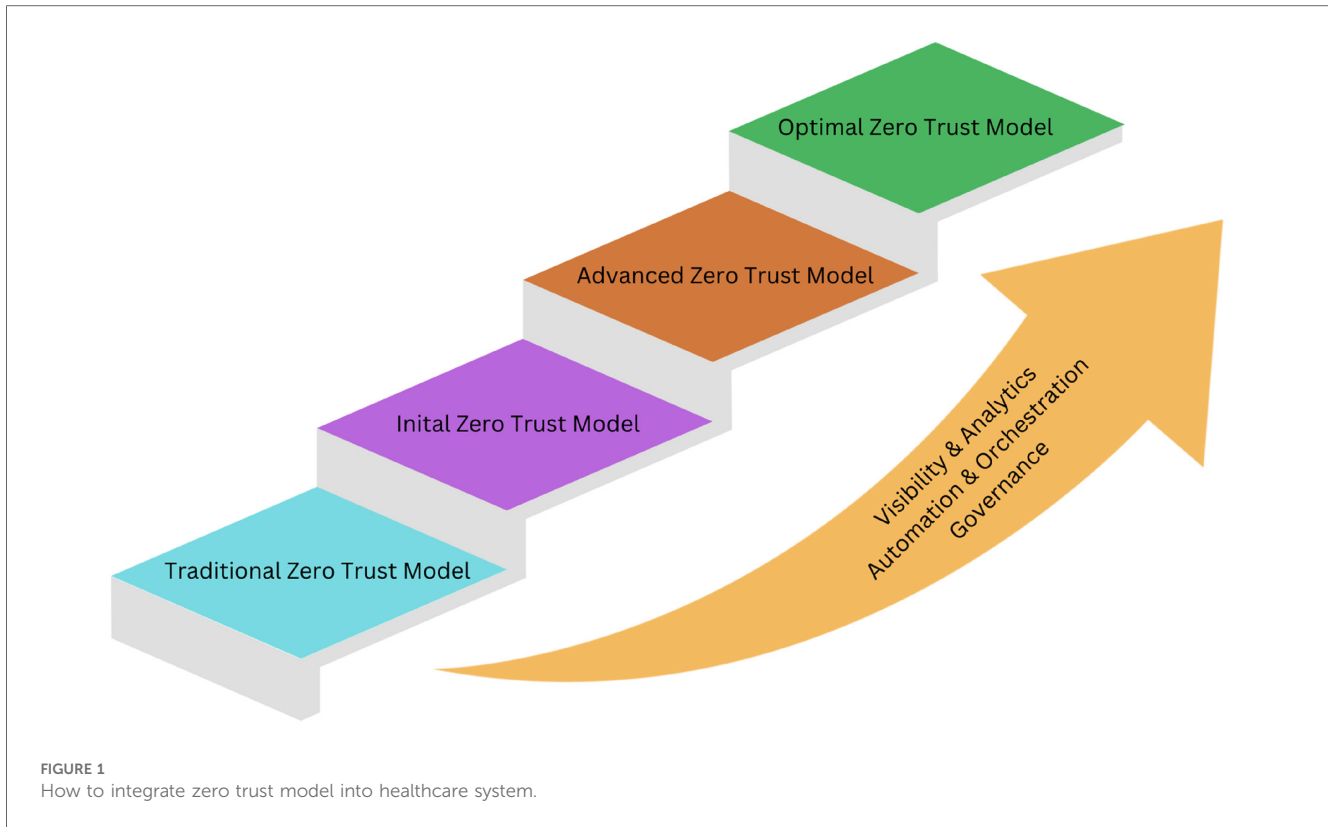 Optimal Zero Trust Model
Advanced Zero Trust Model
Inital Zero Trust Model
Traditional Zero Trust Model
Visibility & Analytics
Automation & Orchestration
Governance
FIGURE 1
How to integrate zero trust model into healthcare system.